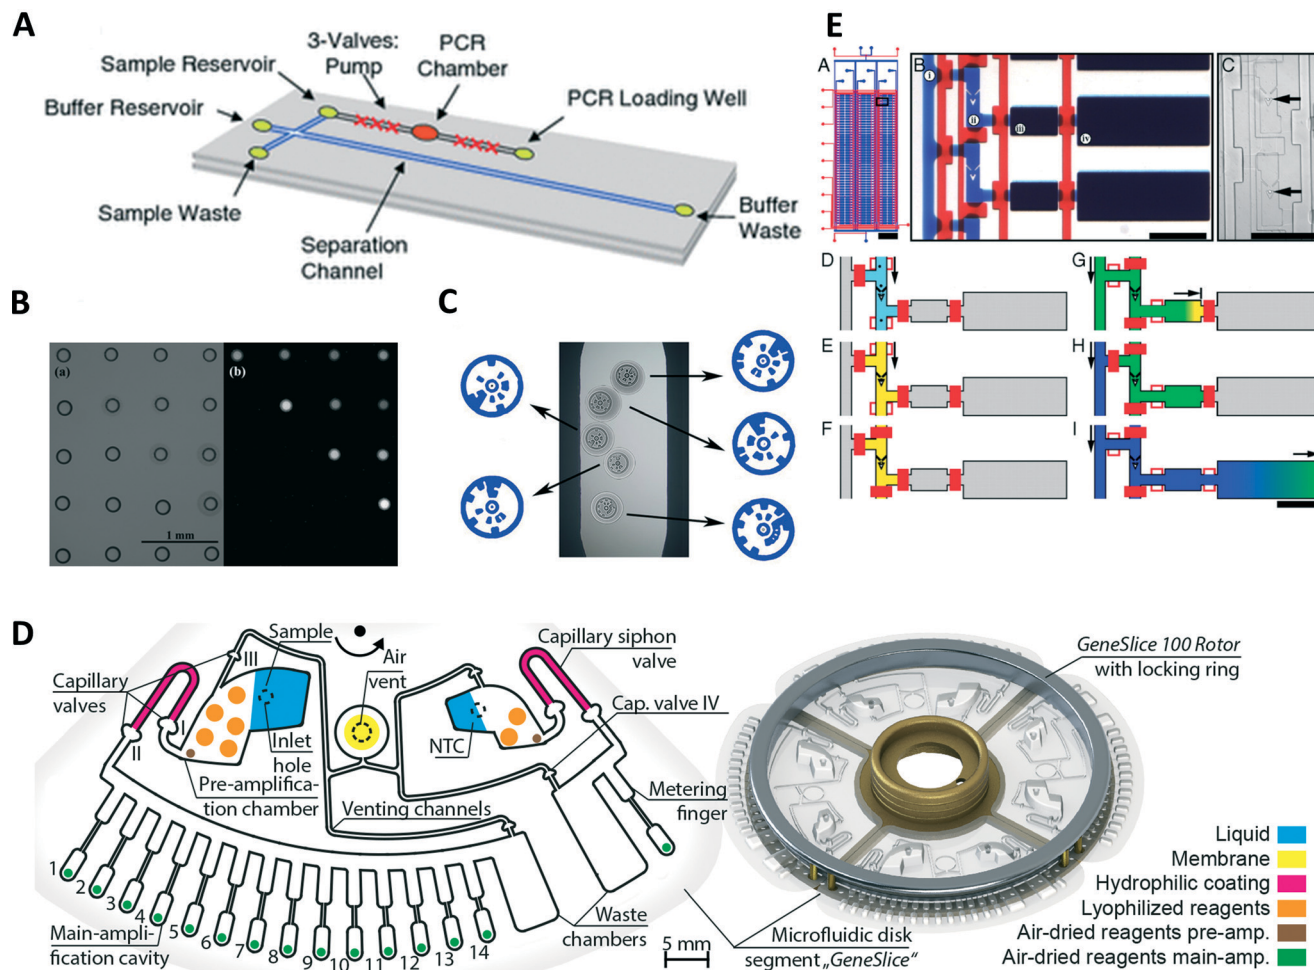 A
3-Valves:
Pump
PCR
Chamber
Sample Reservoir
PCR Loading Well
Buffer Reservoir
Sample Waste
Separation
Channel
Buffer
Waste
B
(a)
(b)
1 mm
C
E
A
B
C
i
ii
iii
iv
D
G
E
H
F
I
D
Sample
Air
vent
Capillary siphon
valve
GeneSlice 100 Rotor
with locking ring
Capillary
valves
III
Cap. valve IV
I
II
Inlet
hole
NTC
Pre-amplifica-
tion chamber
Venting channels
Metering
finger
1
2
3
4
5
6
7
8
9
10
11
12
13
14
Main-ampli-
fication cavity
Waste
chambers
5 mm
Microfluidic disk
segment „GeneSlice“
Liquid
Membrane
Hydrophilic coating
Lyophilized reagents
Air-dried reagents pre-amp.
Air-dried reagents main-amp.